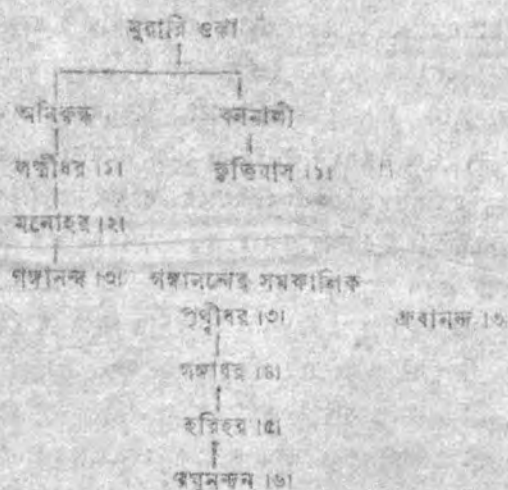 মুরারি ওঝা
অনিরুদ্ধ বনমালী
লক্ষ্মীধর ।১। কৃত্তিবাস ।১।
মনোহর ।২।
গঙ্গানন্দ ।৩। গঙ্গানন্দের সমকালিক
পৃথ্বীধর ।৩। ধ্রুবানন্দ ।৩
গঙ্গাধর ।৪।
হরিহর ।৫।
রঘুনন্দন ।৬।